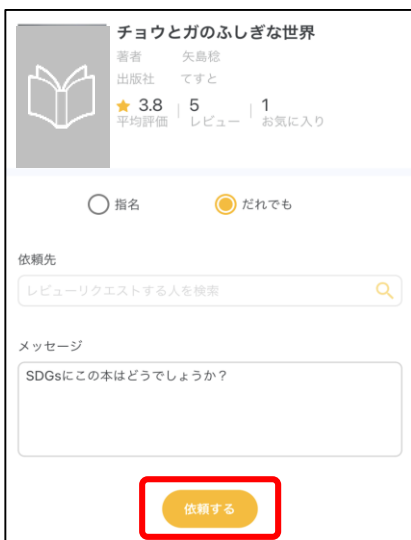 チョウとガのふしぎな世界
著者 矢島稔
出版社 てすと
3.8 5 1
平均評価 レビュー お気に入り
指名 だれでも
依頼先
レビューリクエストする人を検索
メッセージ
SDGsにこの本はどうでしょうか？
依頼する